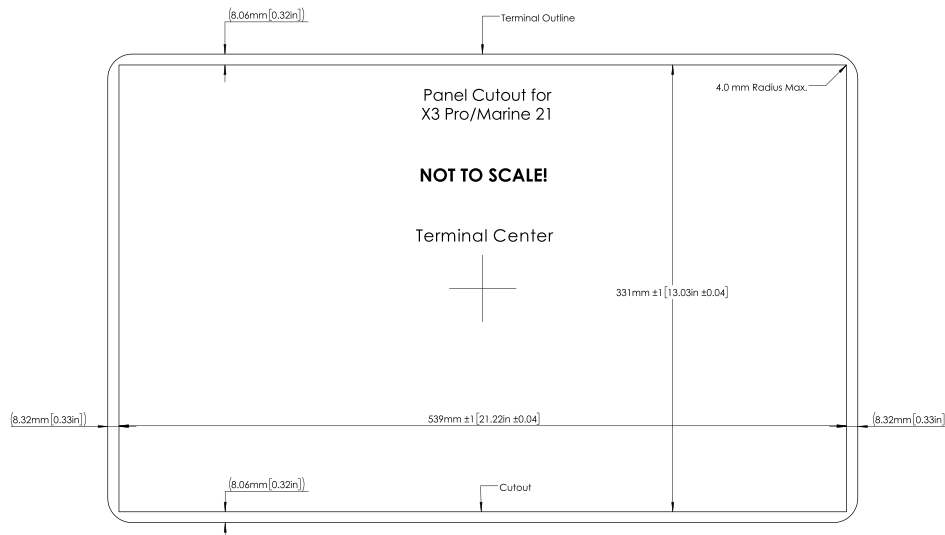 (8.06mm[0.32in])
Terminal Outline
4.0 mm Radius Max.
Panel Cutout for
X3 Pro/Marine 21
NOT TO SCALE!
Terminal Center
331mm ±1[13.03in ±0.04]
(8.32mm[0.33in])
539mm ±1[21.22in ±0.04]
(8.32mm[0.33in]
(8.06mm[0.32in])
Cutout